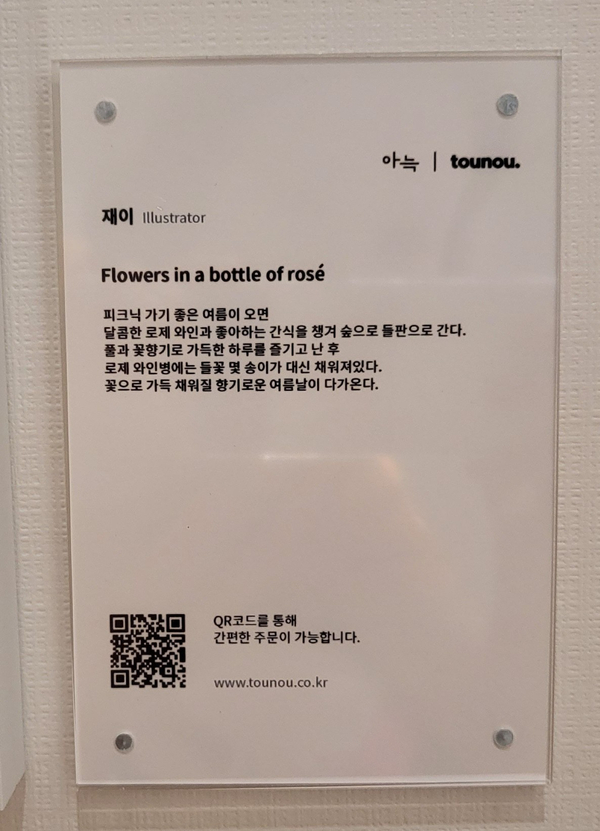 아늑 | tounou.
재이 Illustrator
Flowers in a bottle of rosé
피크닉 가기 좋은 여름이 오면
달콤한 로제 와인과 좋아하는 간식을 챙겨 숲으로 들판으로 간다.
풀과 꽃향기로 가득한 하루를 즐기고 난 후
로제 와인병에는 들꽃 몇 송이가 대신 채워져있다.
꽃으로 가득 채워질 향기로운 여름날이 다가온다.
QR코드를 통해
간편한 주문이 가능합니다.
www.tounou.co.kr